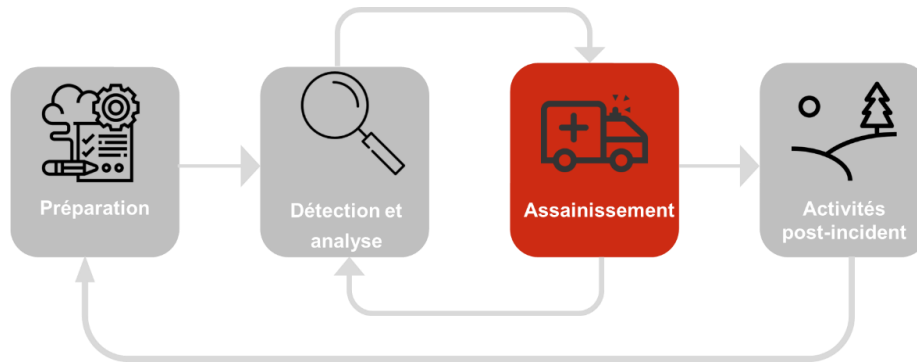 Préparation
Détection et
analyse
Assainissement
Activités
post-incident